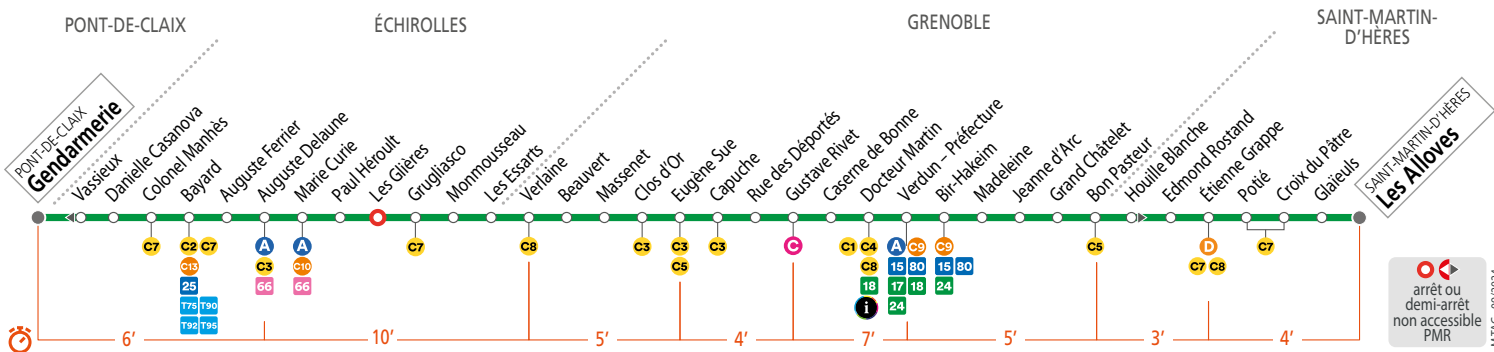 PONT-DE-CLAIX
ÉCHIROLLES
GRENOBLE
SAINT-MARTIN-
D'HÈRES
PONT-DE-CLAIX
Gendarmerie
Vassieux
Danielle Casanova
Colonel Manhès
Bayard
Auguste Ferrier
Auguste Delaune
Marie Curie
Paul Héroult
Les Glières
Grugliasco
Monmousseau
Les Essarts
Verlaine
Beauvert
Massenet
Clos d'Or
Eugène Sue
Capuche
Rue des Déportés
Gustave Rivet
Caserne de Bonne
Docteur Martin
Verdun – Préfecture
Bir-Hakeim
Madeleine
Jeanne d'Arc
Grand Châtelet
Bon Pasteur
Houille Blanche
Edmond Rostand
Étienne Grappe
Potié
Croix du Pâtre
Glaïeuls
SAINT-MARTIN-D'HÈRES
Les Alloves
C7
C2 C7
C13
25
T75 T90
T92 T95
A
C3
66
A
C10
66
C7
C8
C3
C3
C5
C3
C
C1 C4
C8
18
i
A C9
15 80
17 18
24
C9
15 80
24
C5
D
C7 C8
C7
6'
10'
5'
4'
7'
5'
3'
4'
arrêt ou
demi-arrêt
non accessible
PMR